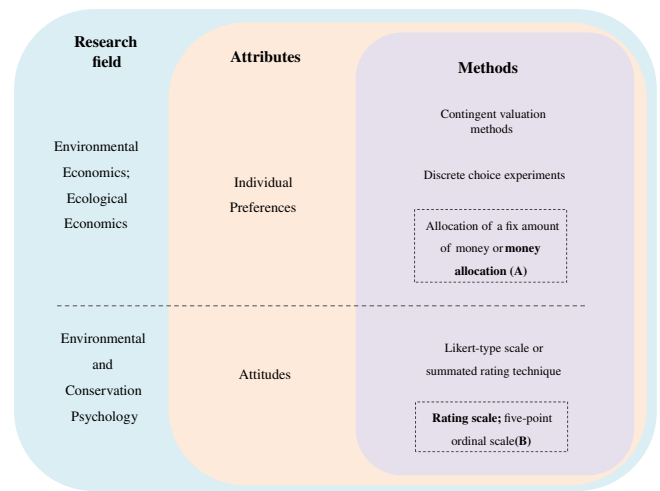 Research
field
Attributes
Methods
Environmental
Economics;
Ecological
Economics
Individual
Preferences
Contingent valuation
methods
Discrete choice experiments
Allocation of a fix amount
of money or money
allocation (A)
Environmental
and
Conservation
Psychology
Attitudes
Likert-type scale or
summated rating technique
Rating scale; five-point
ordinal scale(B)